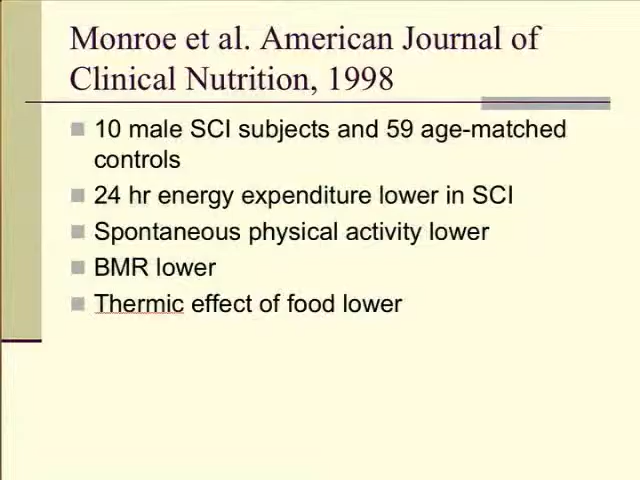 Monroe et al. American Journal of
Clinical Nutrition, 1998
10 male SCI subjects and 59 age-matched
controls
24 hr energy expenditure lower in SCI
Spontaneous physical activity lower
BMR lower
Thermic effect of food lower